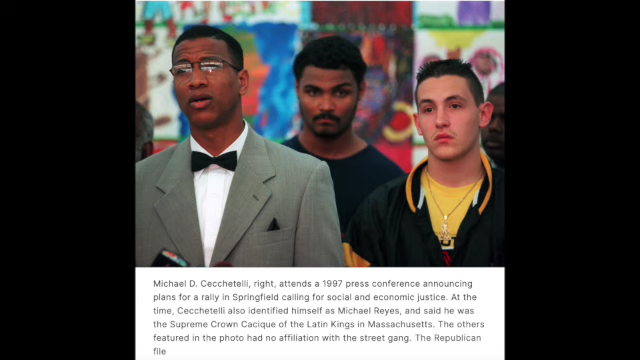 Michael D. Cecchetelli, right, attends a 1997 press conference announcing
plans for a rally in Springfield calling for social and economic justice. At the
time, Cecchetelli also identified himself as Michael Reyes, and said he was
the Supreme Crown Cacique of the Latin Kings in Massachusetts. The others
featured in the photo had no affiliation with the street gang. The Republican
file